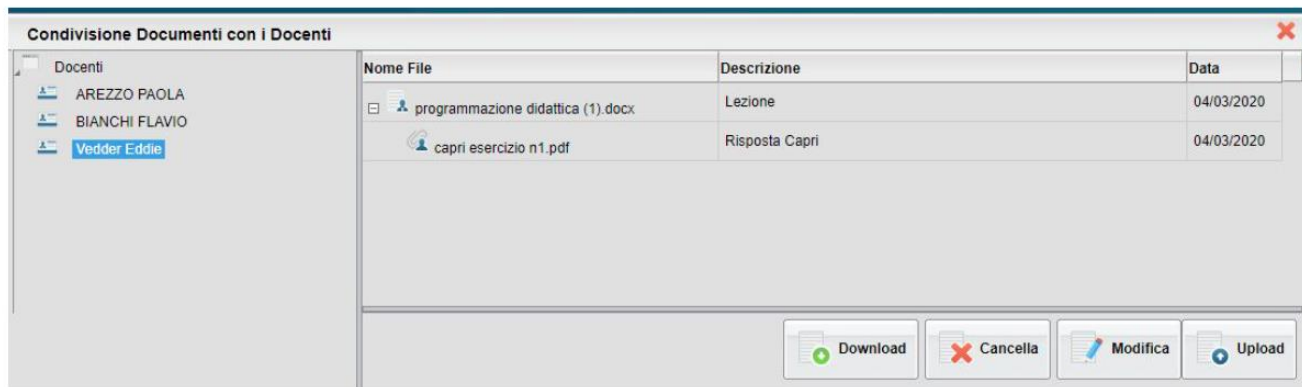 Condivisione Documenti con i Docenti
Docenti
AREZZO PAOLA
BIANCHI FLAVIO
Vedder Eddie
Nome File Descrizione Data
programmazione didattica (1).docx Lezione 04/03/2020
capri esercizio n1.pdf Risposta Capri 04/03/2020
Download Cancella Modifica Upload